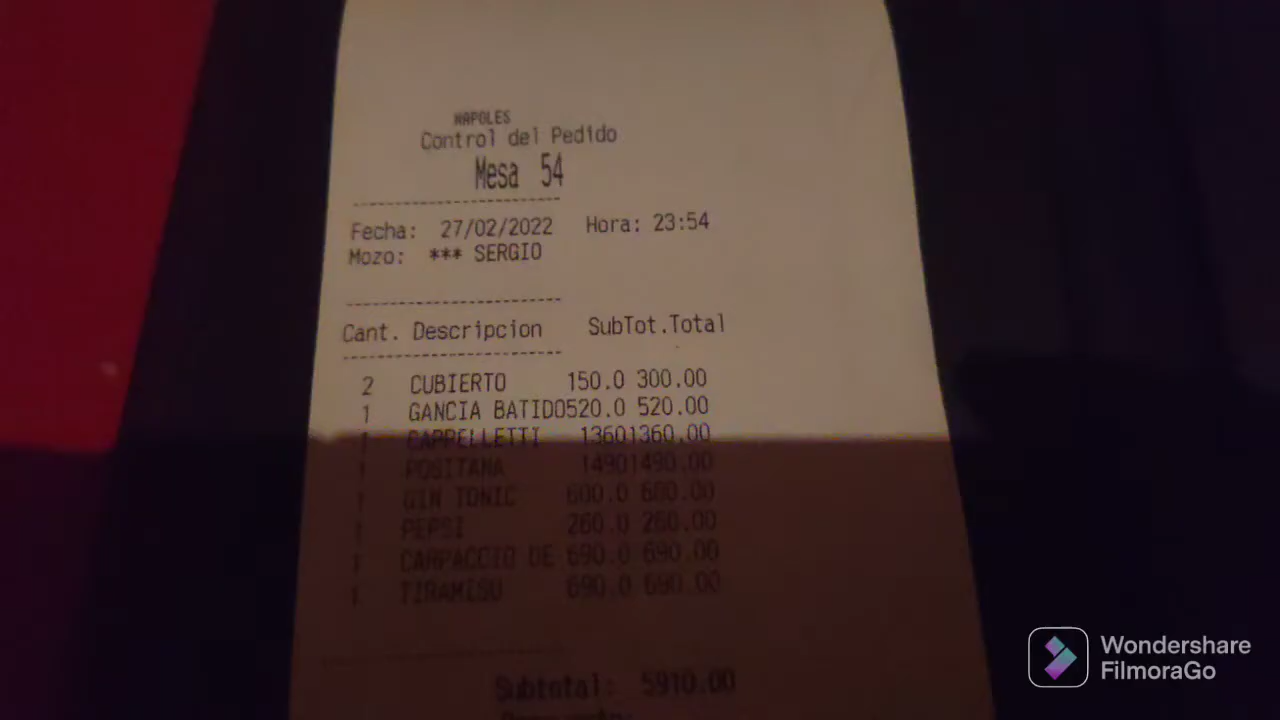 NAPOLES
Control del Pedido
Mesa 54
Fecha: 27/02/2022 Hora: 23:54
Mozo: *** SERGIO
Cant. Descripcion SubTot.Total
2 CUBIERTO 150.0 300.00
1 GANCIA BATIDO520.0 520.00
1 CAPPELLETTI 13601360.00
1 POSITANA 14901490.00
1 GIN TONIC 600.0 600.00
1 PEPSI 260.0 260.00
1 CARPACCIO DE 690.0 690.00
1 TIRAMISU 690.0 690.00
Subtotal: 5910.00
Wondershare
FilmoraGo